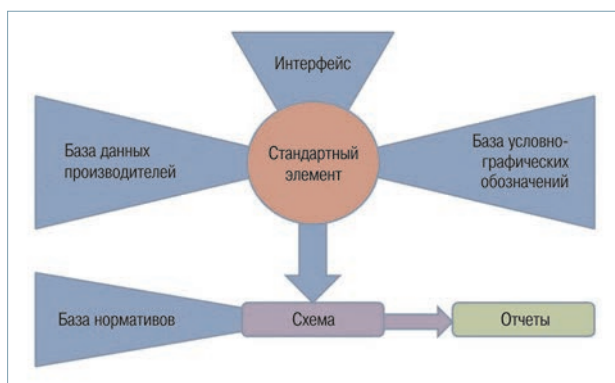 Интерфейс
База данных
производителей
Стандартный
элемент
База условно-
графических
обозначений
База нормативов
Схема
Отчеты